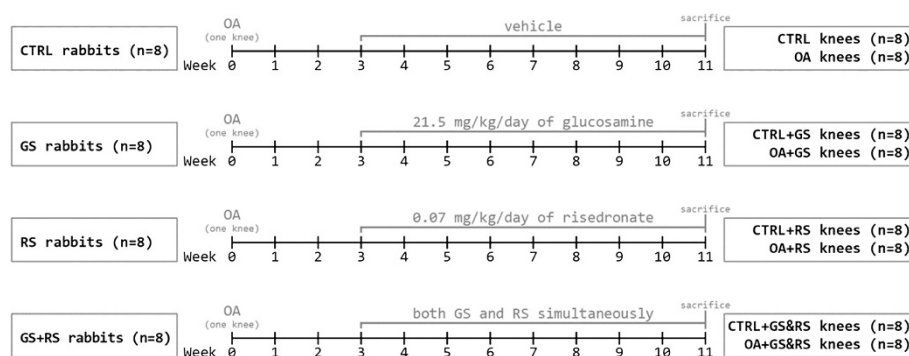 OA
(one knee)
vehicle
sacrifice
CTRL rabbits (n=8)
Week 0 1 2 3 4 5 6 7 8 9 10 11
CTRL knees (n=8)
OA knees (n=8)
OA
(one knee)
21.5 mg/kg/day of glucosamine
sacrifice
GS rabbits (n=8)
Week 0 1 2 3 4 5 6 7 8 9 10 11
CTRL+GS knees (n=8)
OA+GS knees (n=8)
OA
(one knee)
0.07 mg/kg/day of risedronate
sacrifice
RS rabbits (n=8)
Week 0 1 2 3 4 5 6 7 8 9 10 11
CTRL+RS knees (n=8)
OA+RS knees (n=8)
OA
(one knee)
both GS and RS simultaneously
sacrifice
GS+RS rabbits (n=8)
Week 0 1 2 3 4 5 6 7 8 9 10 11
CTRL+GS&RS knees (n=8)
OA+GS&RS knees (n=8)